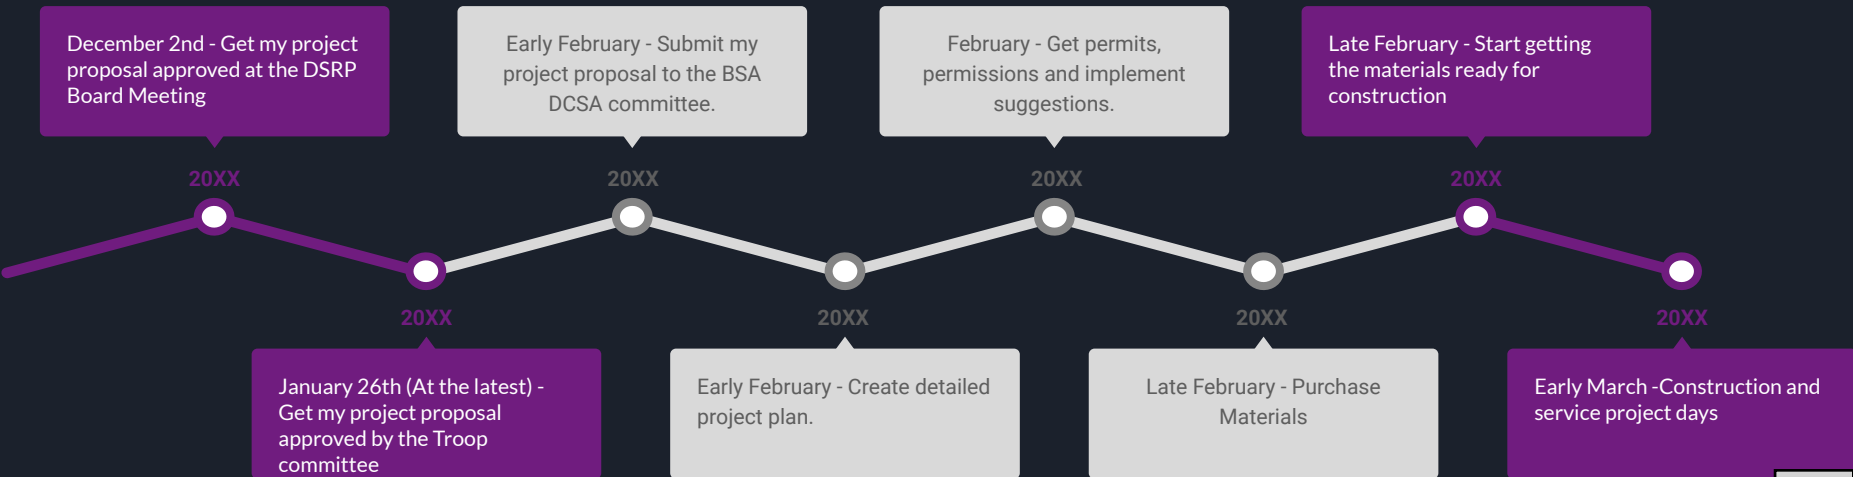 December 2nd - Get my project
proposal approved at the DSRP
Board Meeting
20XX
January 26th (At the latest) -
Get my project proposal
approved by the Troop
committee
20XX
Early February - Submit my
project proposal to the BSA
DCSA committee.
20XX
Early February - Create detailed
project plan.
20XX
February - Get permits,
permissions and implement
suggestions.
20XX
Late February - Purchase
Materials
20XX
Late February - Start getting
the materials ready for
construction
20XX
Early March -Construction and
service project days
20XX